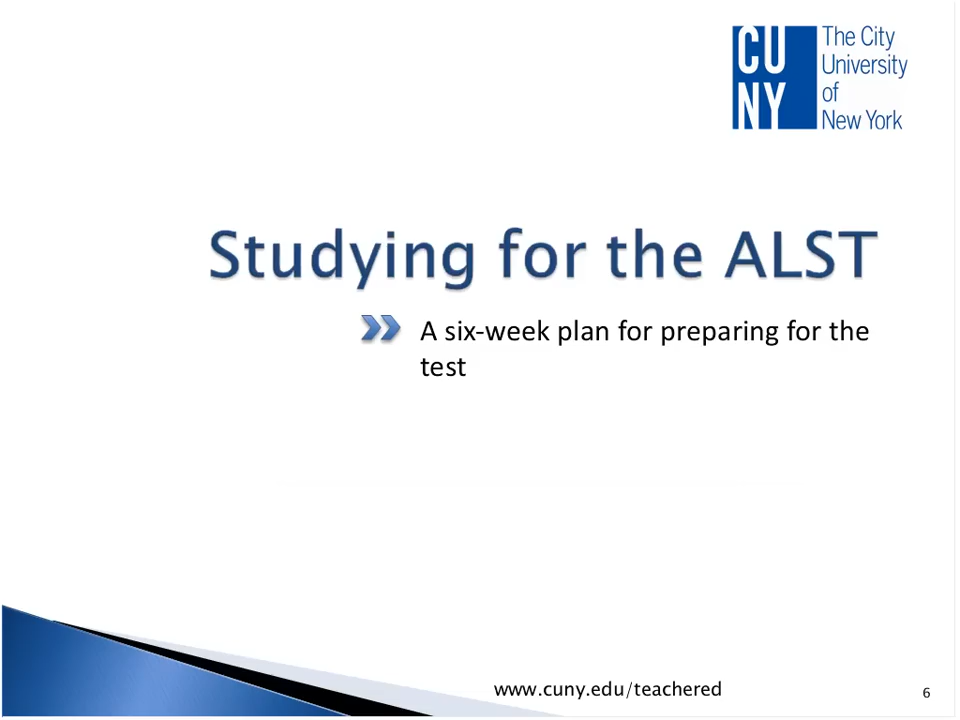 CU
NY
The City
University
of
New York
Studying for the ALST
A six-week plan for preparing for the
test
www.cuny.edu/teachered
6